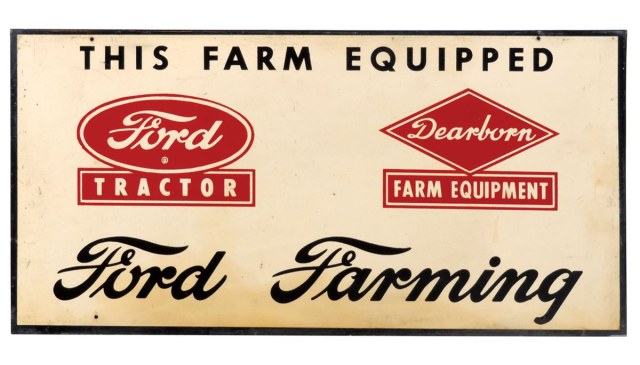 THIS FARM EQUIPPED
Ford
®
TRACTOR
Dearborn
FARM EQUIPMENT
Ford Farming